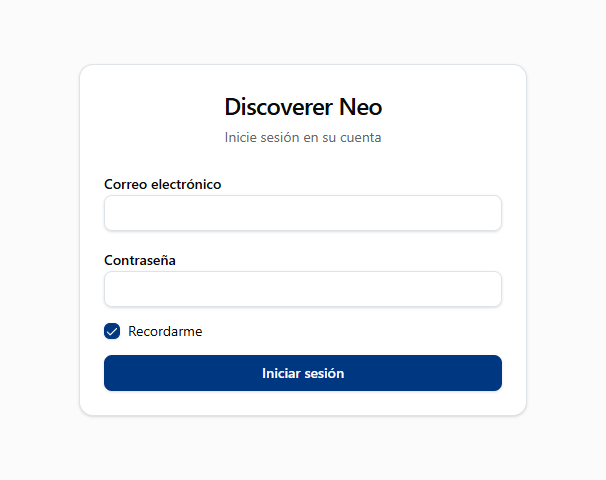 Discoverer Neo
Inicie sesión en su cuenta
Correo electrónico
Contraseña
Recordarme
Iniciar sesión